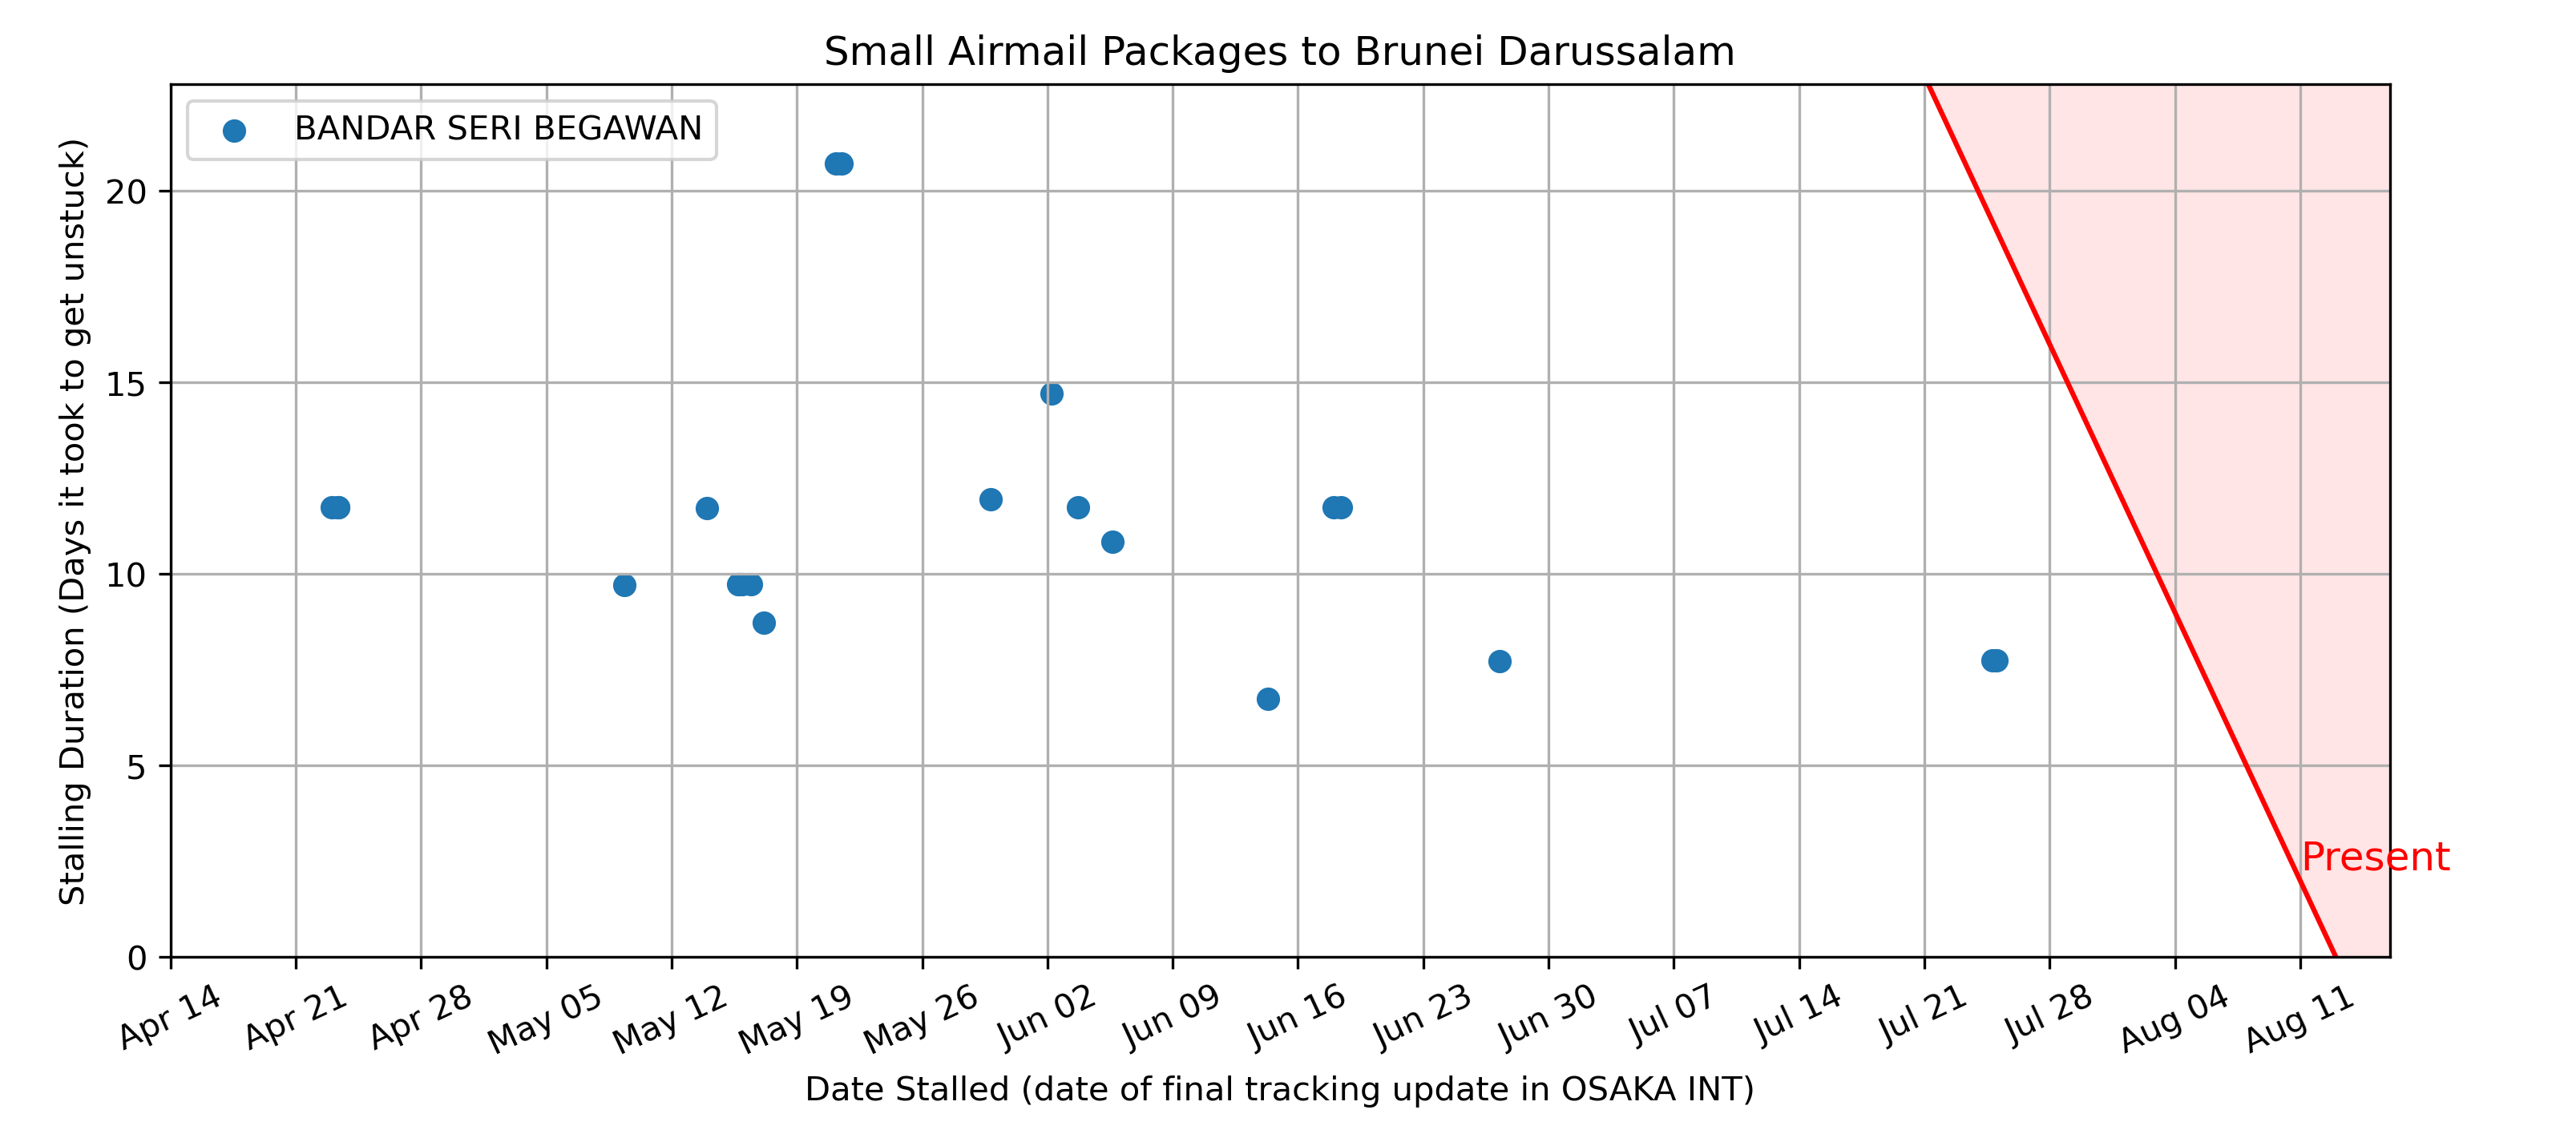 Small Airmail Packages to Brunei Darussalam
BANDAR SERI BEGAWAN
Stalling Duration (Days it took to get unstuck)
20
15
10
5
0
Present
Apr 14
Apr 21
Apr 28
May 05
May 12
May 19
May 26
Jun 02
Jun 09
Jun 16
Jun 23
Jun 30
Jul 07
Jul 14
Jul 21
Jul 28
Aug 04
Aug 11
Date Stalled (date of final tracking update in OSAKA INT)